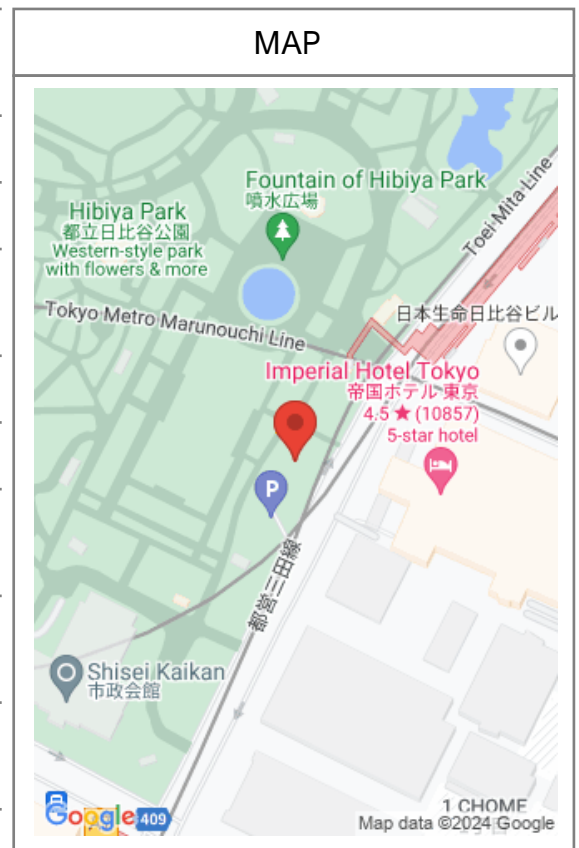 MAP
Fountain of Hibiya Park
噴水広場
Hibiya Park
都立日比谷公園
Western-style park
with flowers & more
Toei Mita Line
Tokyo Metro Marunouchi Line
日本生命日比谷ビル
Imperial Hotel Tokyo
帝国ホテル 東京
4.5 ★ (10857)
5-star hotel
P
都営三田線
Shisei Kaikan
市政会館
1 CHOME
Google
409
Map data ©2024 Google